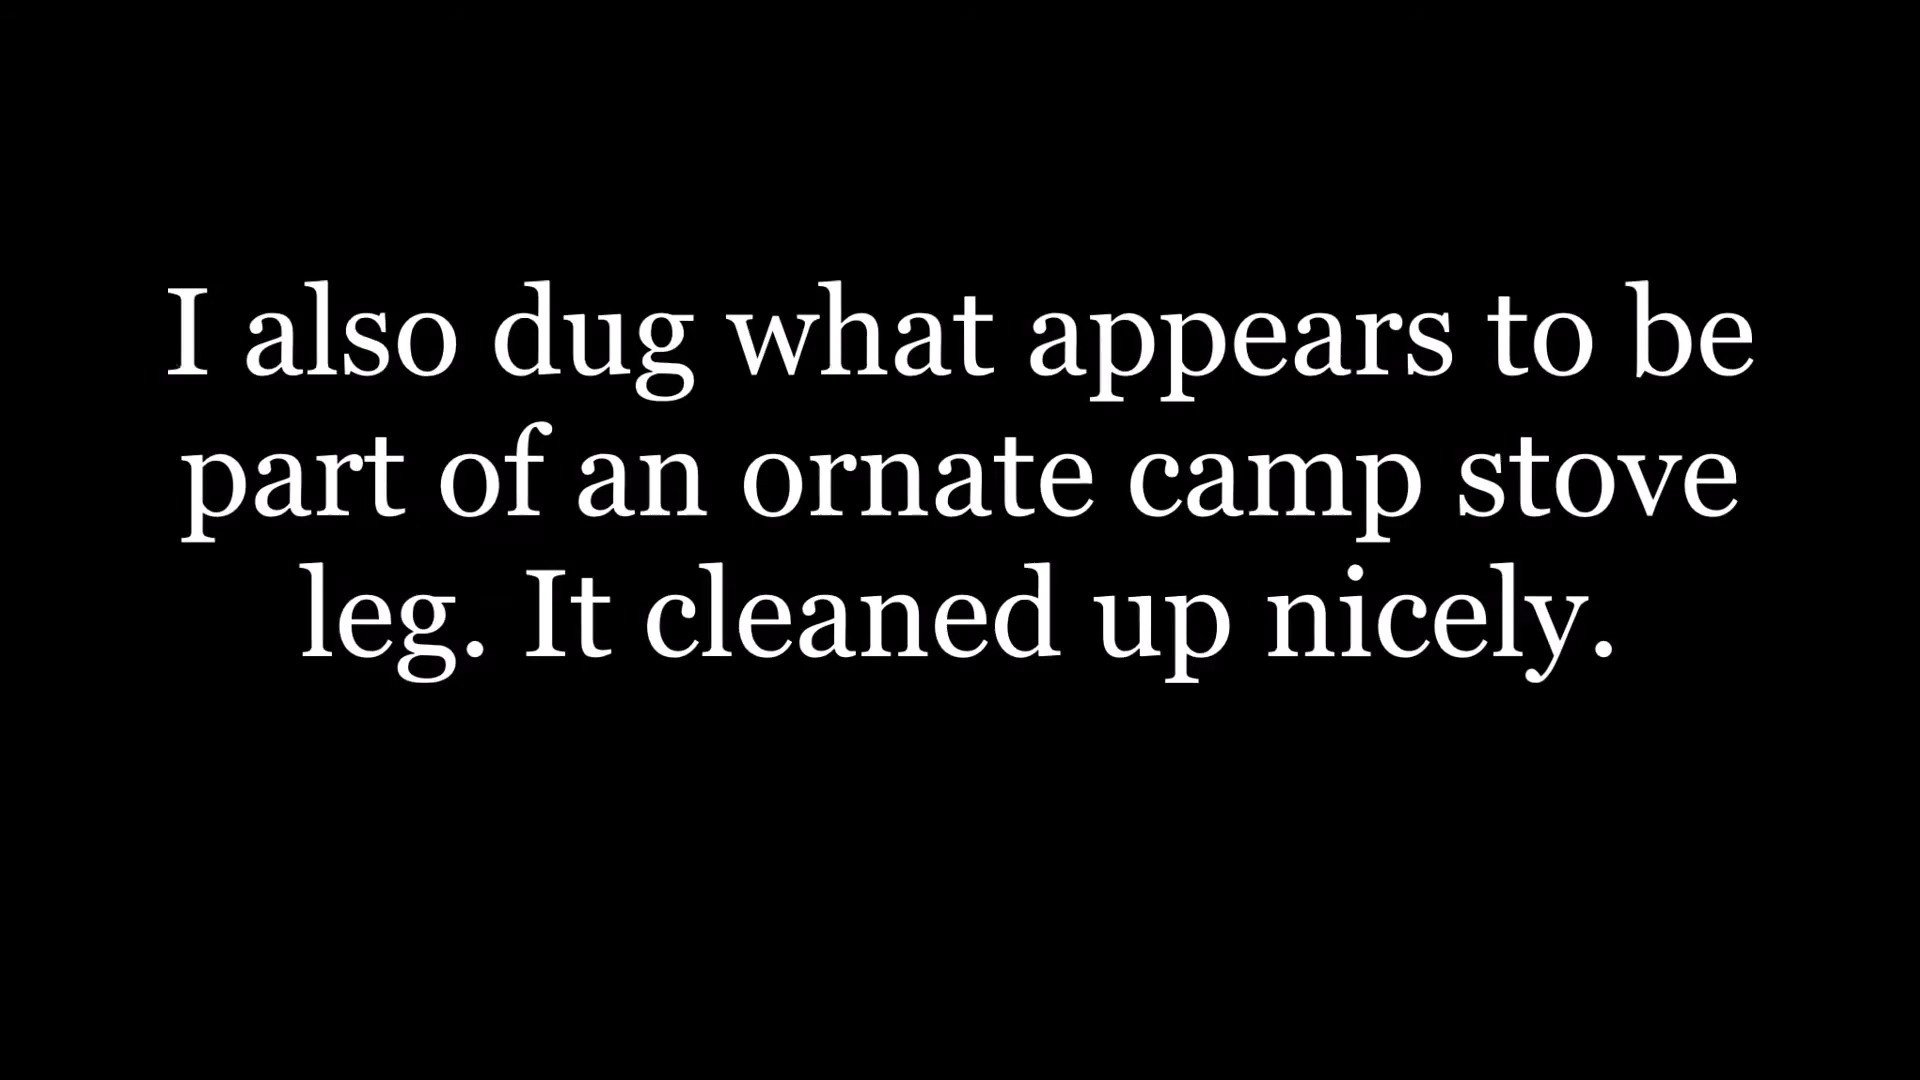 I also dug what appears to be
part of an ornate camp stove
leg. It cleaned up nicely.